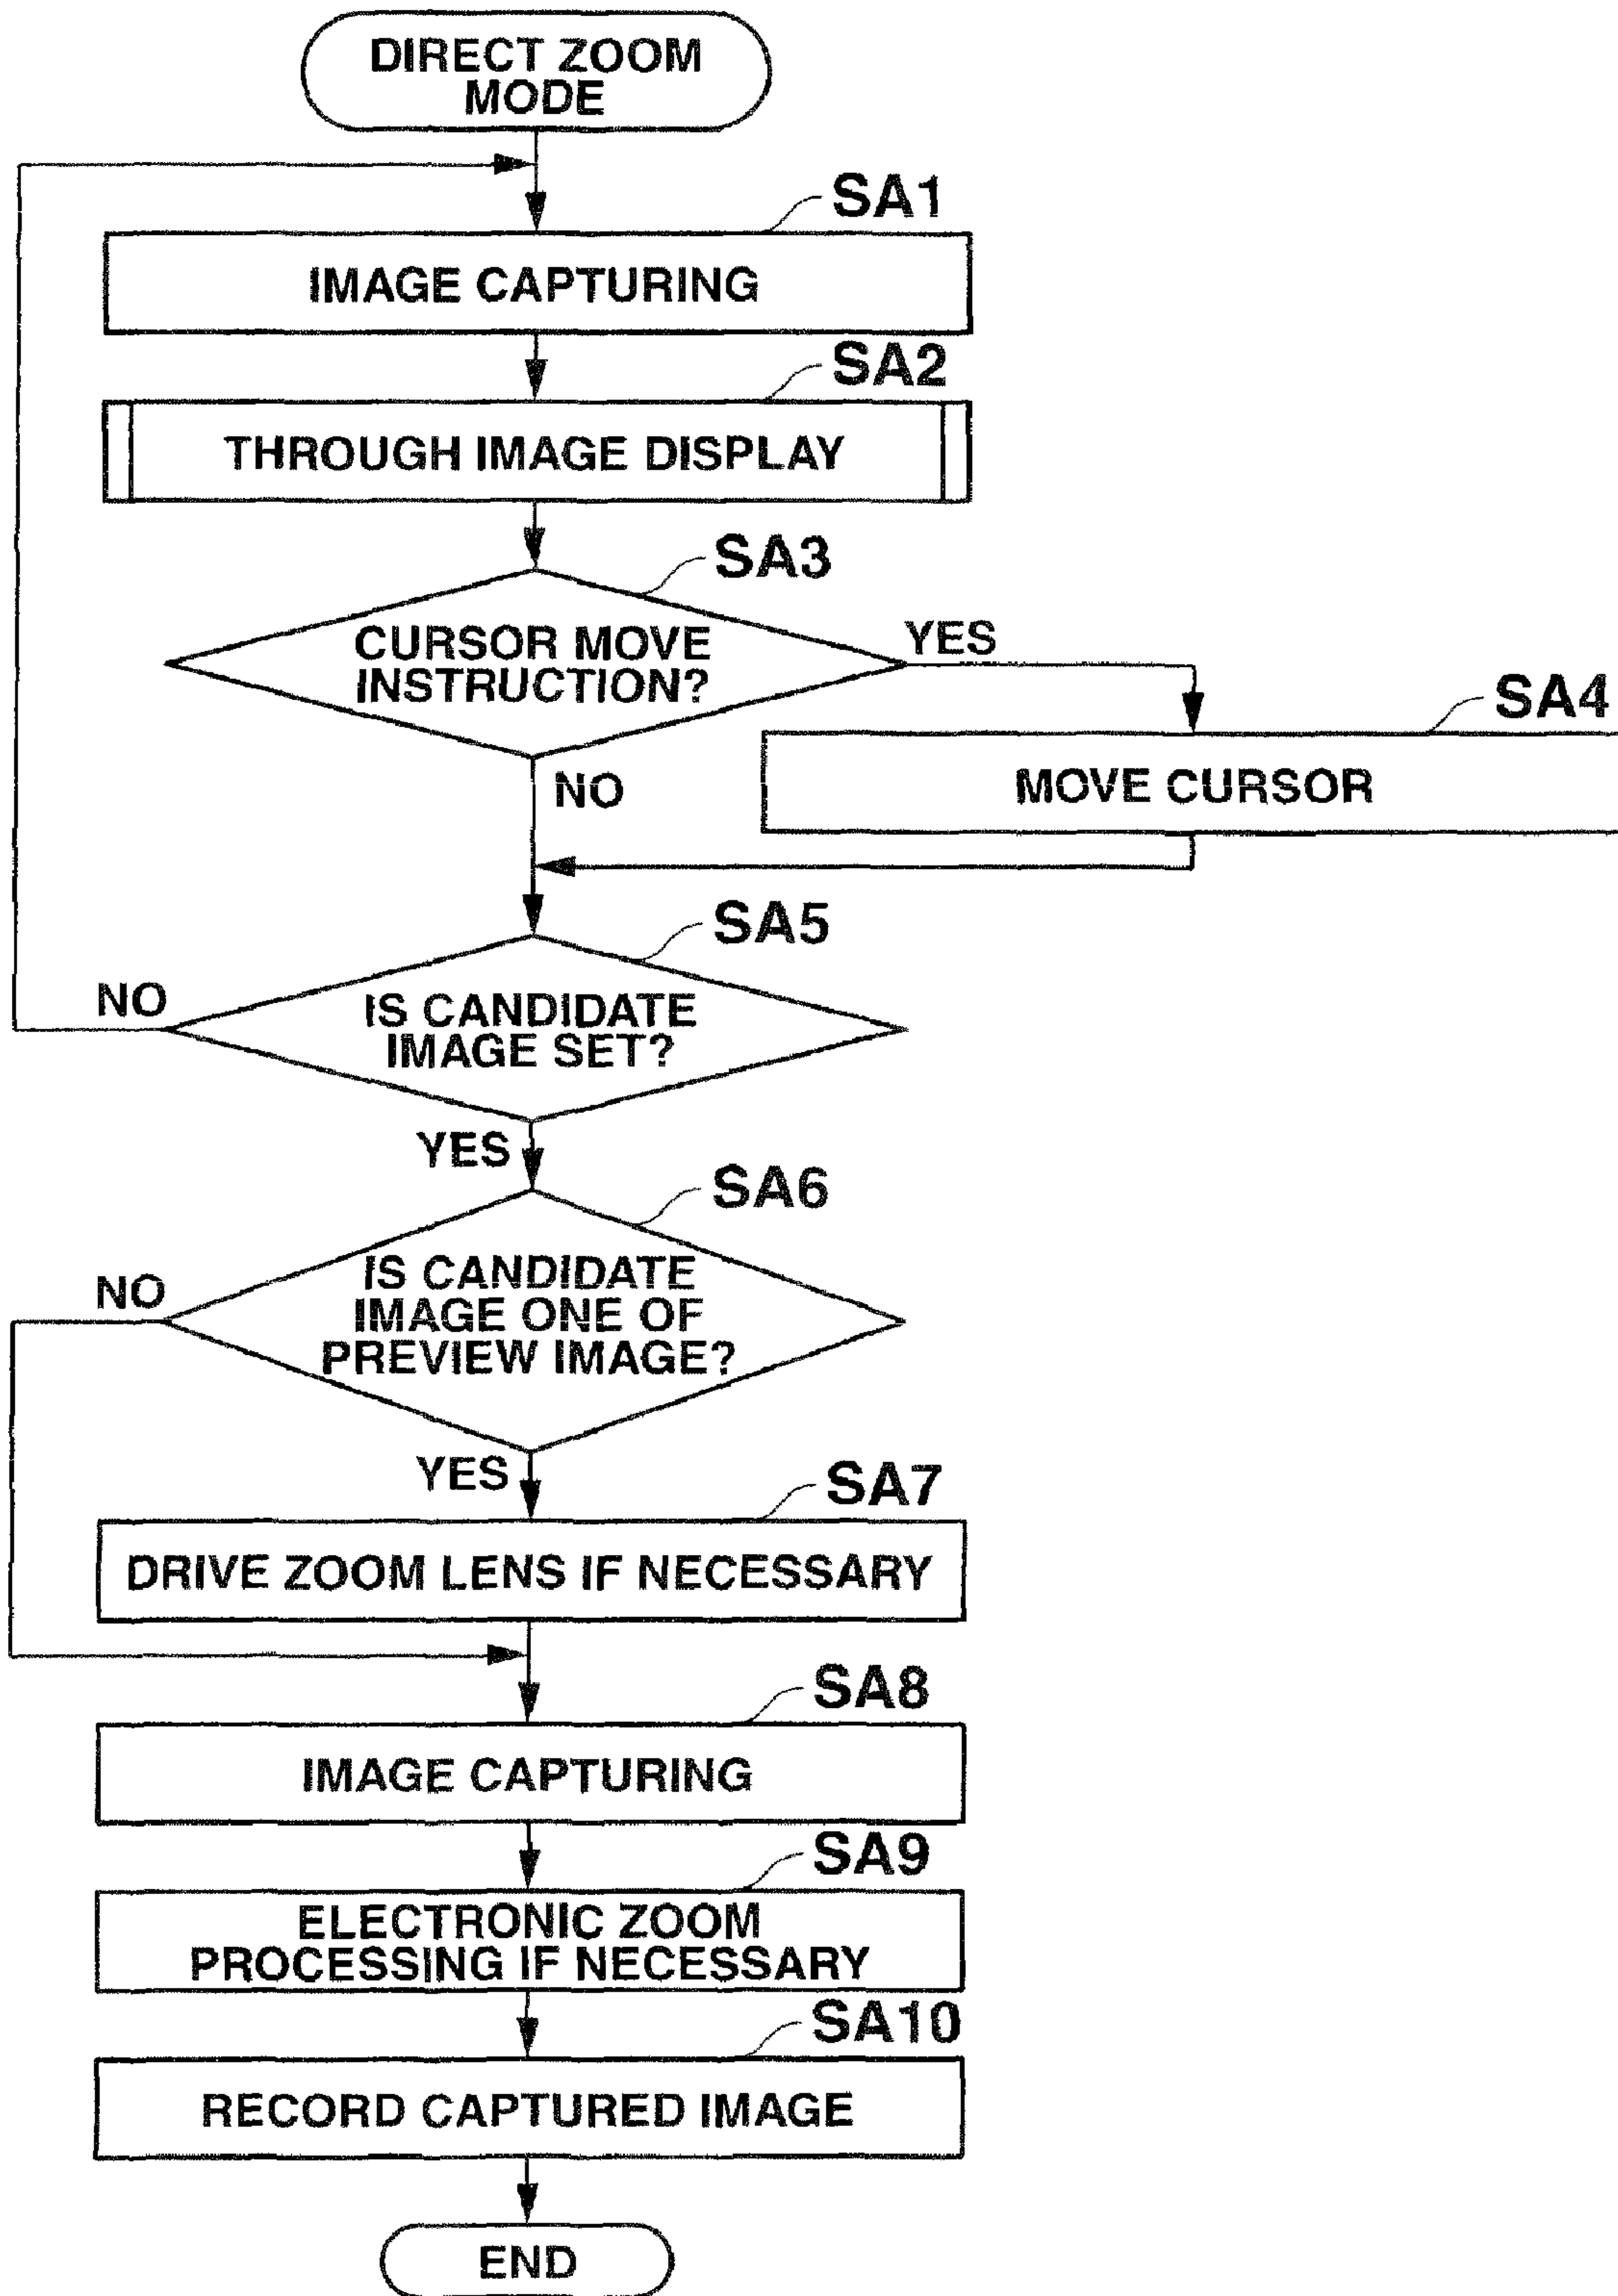 DIRECT ZOOM
MODE
SA1
IMAGE CAPTURING
SA2
THROUGH IMAGE DISPLAY
SA3
CURSOR MOVE
INSTRUCTION?
YES
SA4
MOVE CURSOR
NO
SA5
NO
IS CANDIDATE
IMAGE SET?
YES
SA6
NO
IS CANDIDATE
IMAGE ONE OF
PREVIEW IMAGE?
YES
SA7
DRIVE ZOOM LENS IF NECESSARY
SA8
IMAGE CAPTURING
SA9
ELECTRONIC ZOOM
PROCESSING IF NECESSARY
SA10
RECORD CAPTURED IMAGE
END